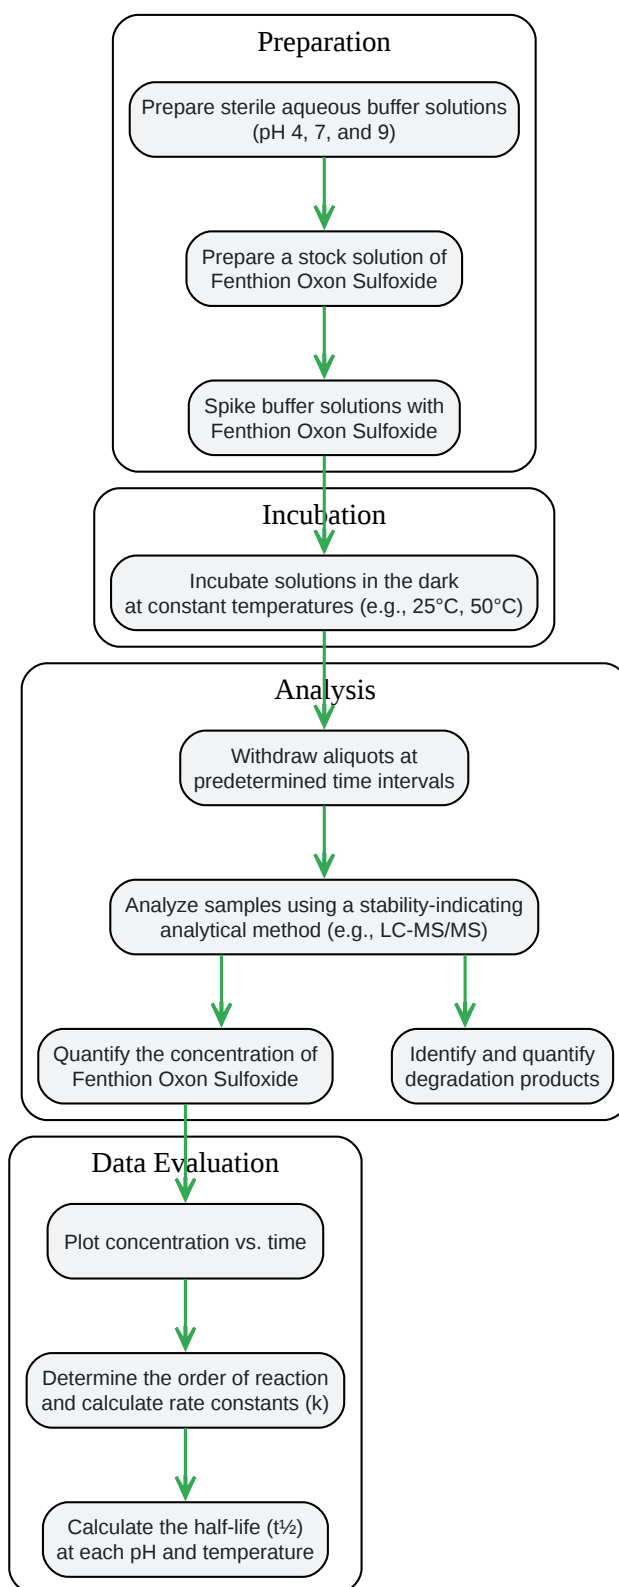 Preparation
Prepare sterile aqueous buffer solutions
(pH 4, 7, and 9)
Prepare a stock solution of
Fenthion Oxon Sulfoxide
Spike buffer solutions with
Fenthion Oxon Sulfoxide
Incubation
Incubate solutions in the dark
at constant temperatures (e.g., 25°C, 50°C)
Analysis
Withdraw aliquots at
predetermined time intervals
Analyze samples using a stability-indicating
analytical method (e.g., LC-MS/MS)
Quantify the concentration of
Fenthion Oxon Sulfoxide
Identify and quantify
degradation products
Data Evaluation
Plot concentration vs. time
Determine the order of reaction
and calculate rate constants (k)
Calculate the half-life (t½)
at each pH and temperature